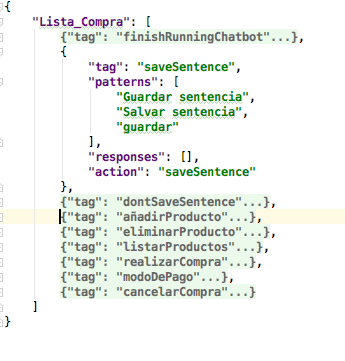 {
"Lista_Compra": [
{"tag": "finishRunningChatbot"...},
{
"tag": "saveSentence",
"patterns": [
"Guardar sentencia",
"Salvar sentencia",
"guardar"
],
"responses": [],
"action": "saveSentence"
},
{"tag": "dontSaveSentence"...},
{"tag": "añadirProducto"...},
{"tag": "eliminarProducto"...},
{"tag": "listarProductos"...},
{"tag": "realizarCompra"...},
{"tag": "modoDePago"...},
{"tag": "cancelarCompra"...}
]
}